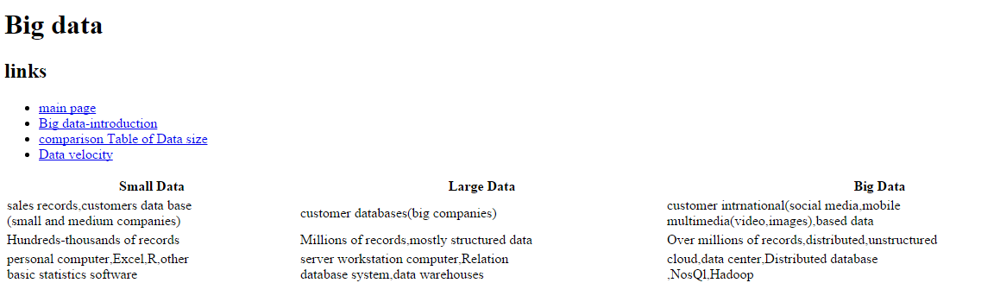 Big data
links
main page
Big data-introduction
comparison Table of Data size
Data velocity
Small Data Large Data Big Data
sales records,customers data base
(small and medium companies)
customer databases(big companies)
customer intrnational(social media,mobile
multimedia(video,images),based data
Hundreds-thousands of records
Millions of records,mostly structured data
Over millions of records,distributed,unstructured
personal computer,Excel,R,other
basic statistics software
server workstation computer,Relation
database system,data warehouses
cloud,data center,Distributed database
,NosQl,Hadoop